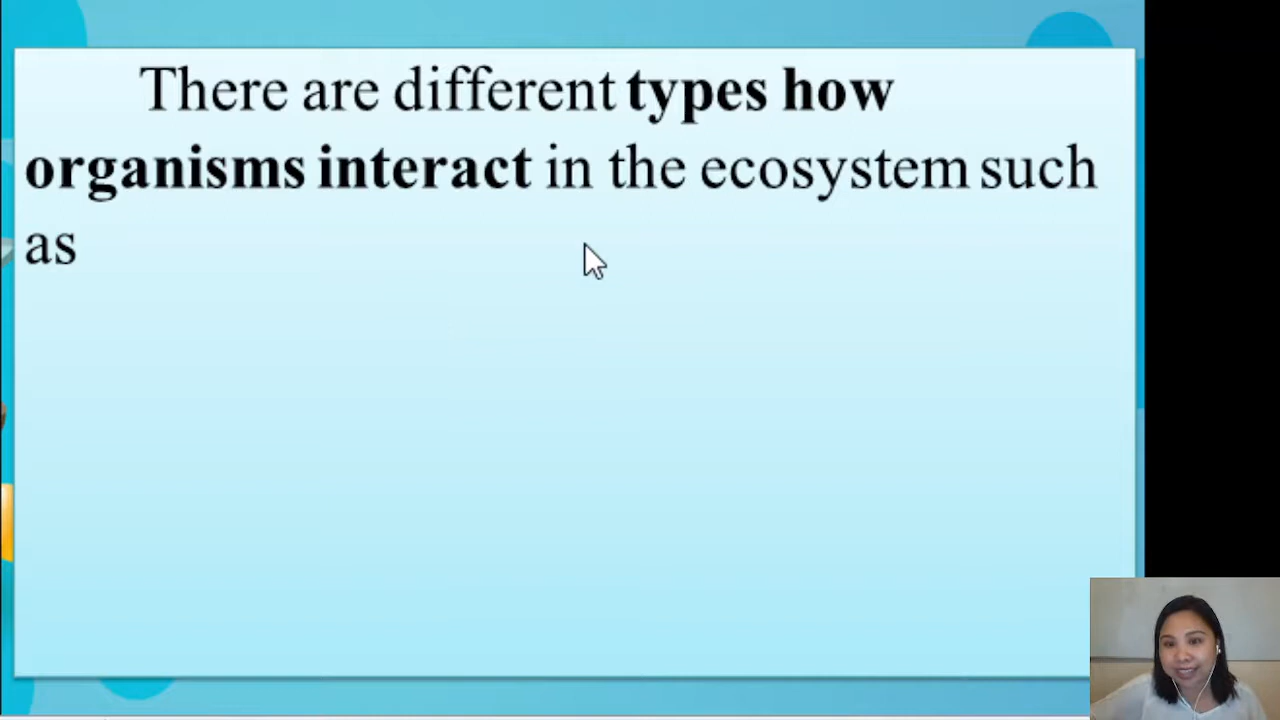 There are different types how
organisms interact in the ecosystem such
as